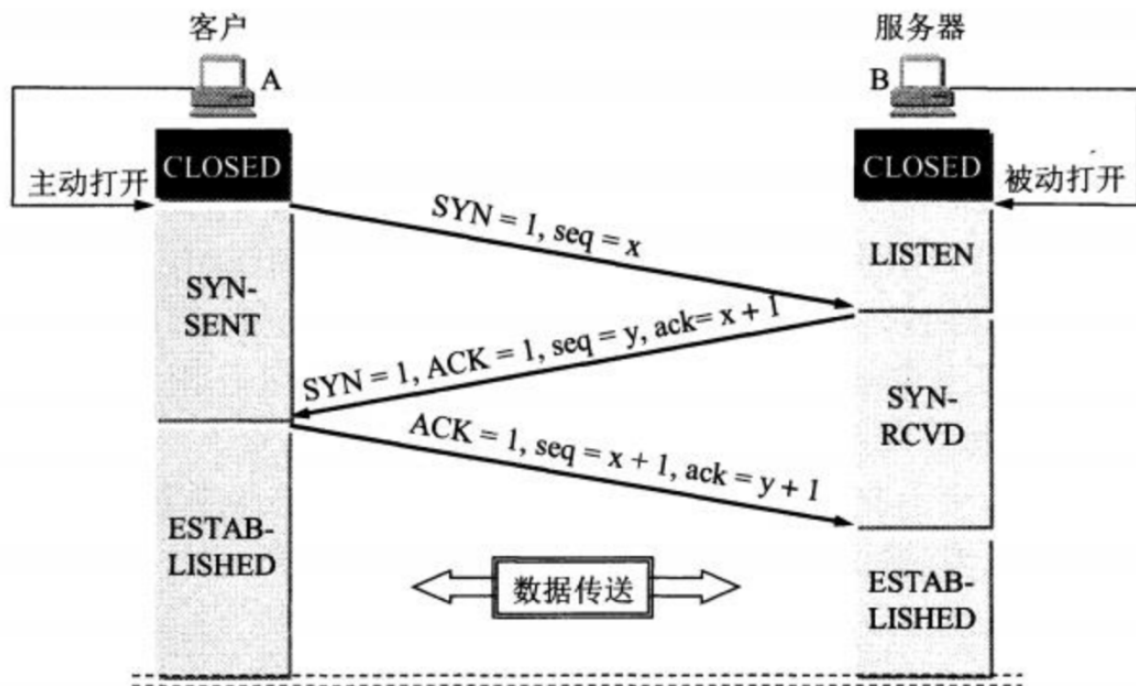 客户
服务器
A
B
CLOSED
CLOSED
主动打开
被动打开
SYN = 1, seq = x
LISTEN
SYN-
SENT
SYN = 1, ACK = 1, seq = y, ack= x + 1
SYN-
RCVD
ACK = 1, seq = x + 1, ack = y + 1
ESTAB-
LISHED
数据传送
ESTAB-
LISHED